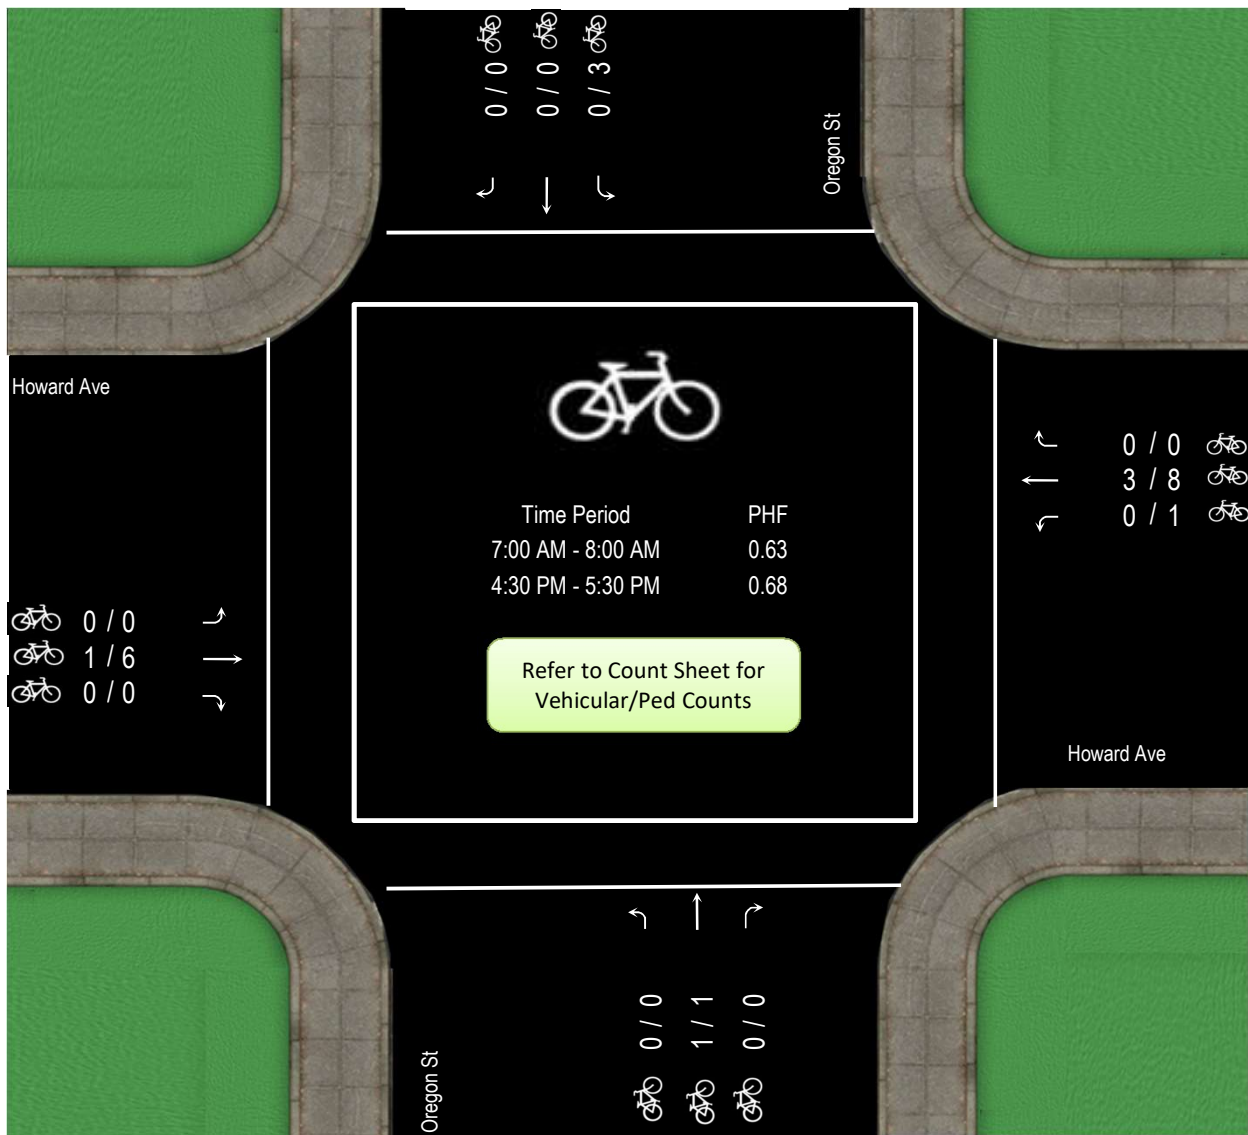 0 / 0
0 / 0
0 / 3
Oregon St
Howard Ave
0 / 0
3 / 8
0 / 1
Time Period PHF
7:00 AM - 8:00 AM 0.63
4:30 PM - 5:30 PM 0.68
0 / 0
1 / 6
0 / 0
Refer to Count Sheet for
Vehicular/Ped Counts
Howard Ave
0 / 0
1 / 1
0 / 0
Oregon St